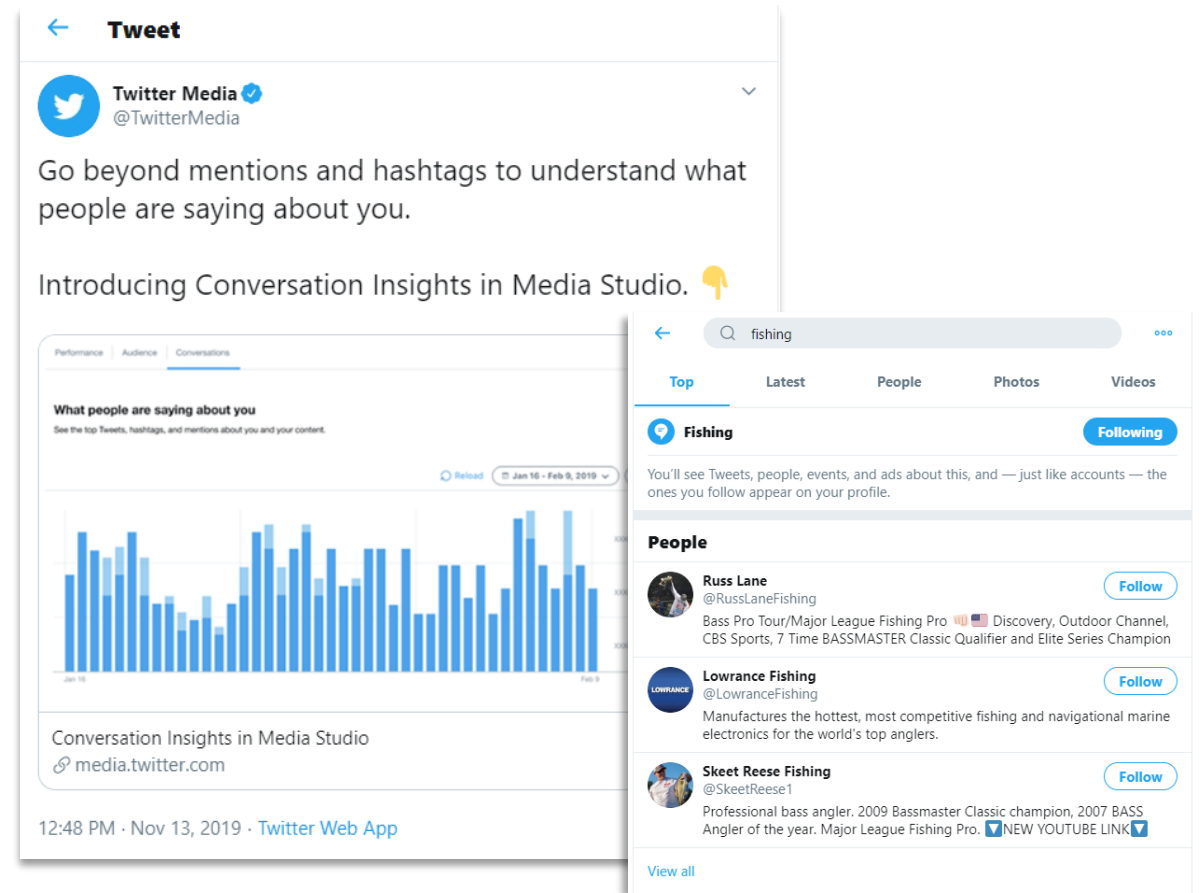 Tweet
Twitter Media
@TwitterMedia
Go beyond mentions and hashtags to understand what
people are saying about you.
Introducing Conversation Insights in Media Studio. 👇
Performance Audience Conversations
What people are saying about you
See the top Tweets, hashtags, and mentions about you and your content.
Reload Jan 16 - Feb 9, 2019
Jan 16 Feb 9
Conversation Insights in Media Studio
media.twitter.com
12:48 PM · Nov 13, 2019 · Twitter Web App
fishing
Top Latest People Photos Videos
Fishing Following
You'll see Tweets, people, events, and ads about this, and — just like accounts — the
ones you follow appear on your profile.
People
Russ Lane
@RussLaneFishing
Follow
Bass Pro Tour/Major League Fishing Pro 👊🏻🇺🇸 Discovery, Outdoor Channel,
CBS Sports, 7 Time BASSMASTER Classic Qualifier and Elite Series Champion
LOWRANCE
Lowrance Fishing
@LowranceFishing
Follow
Manufactures the hottest, most competitive fishing and navigational marine
electronics for the world's top anglers.
Skeet Reese Fishing
@SkeetReese1
Follow
Professional bass angler. 2009 Bassmaster Classic champion, 2007 BASS
Angler of the year. Major League Fishing Pro. 🔽NEW YOUTUBE LINK🔽
View all